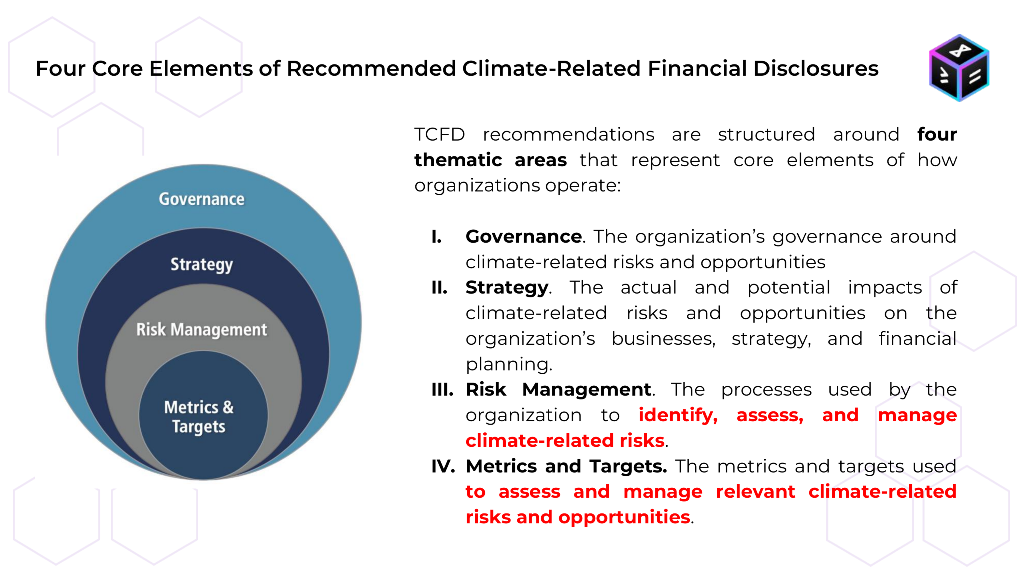 Four Core Elements of Recommended Climate-Related Financial Disclosures
Governance
Strategy
Risk Management
Metrics &
Targets
TCFD recommendations are structured around four
thematic areas that represent core elements of how
organizations operate:
I. Governance. The organization's governance around
climate-related risks and opportunities
II. Strategy. The actual and potential impacts of
climate-related risks and opportunities on the
organization's businesses, strategy, and financial
planning.
III. Risk Management. The processes used by the
organization to identify, assess, and manage
climate-related risks.
IV. Metrics and Targets. The metrics and targets used
to assess and manage relevant climate-related
risks and opportunities.